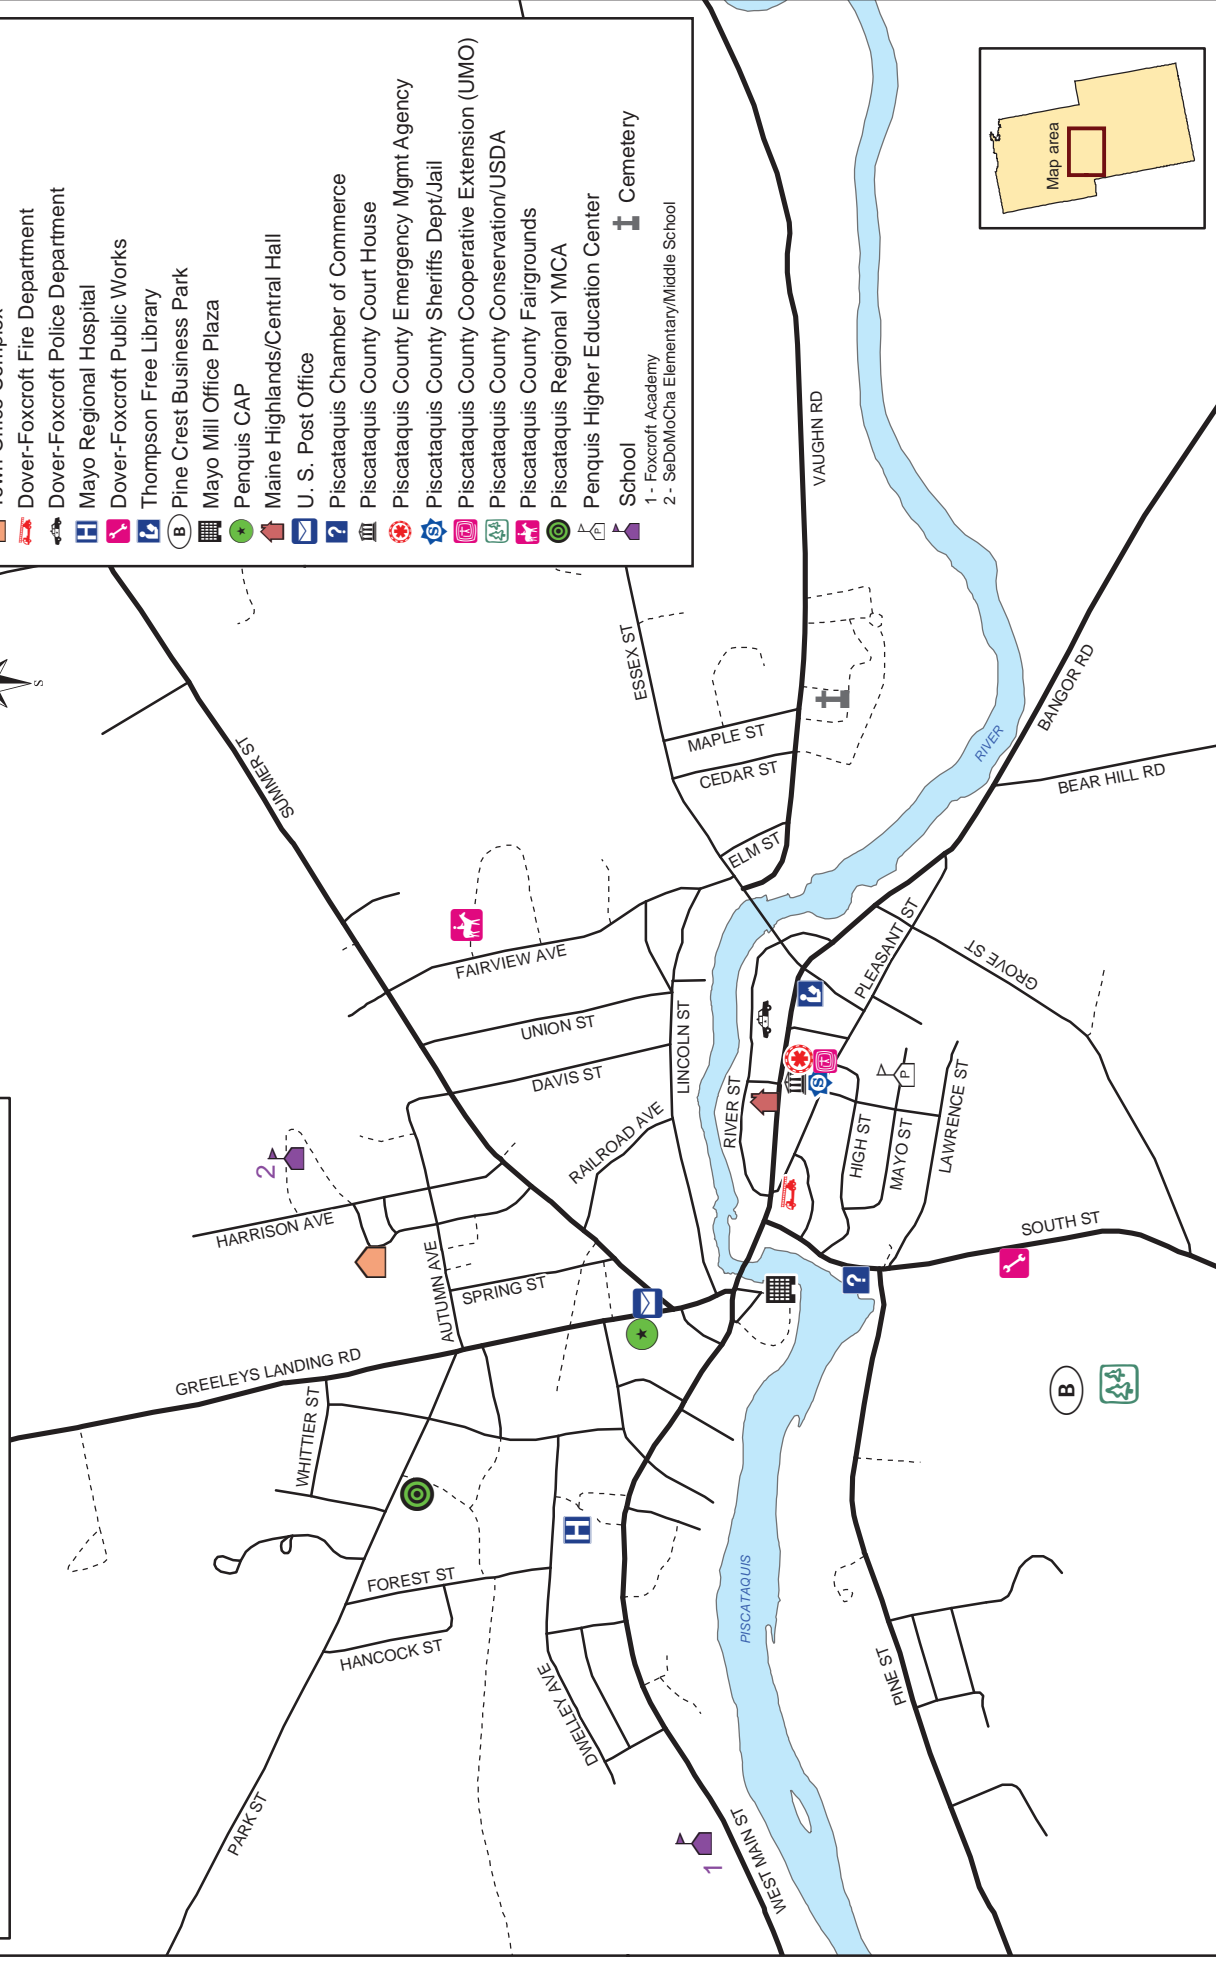 Dover-Foxcroft Fire Department
Dover-Foxcroft Police Department
Mayo Regional Hospital
Dover-Foxcroft Public Works
Thompson Free Library
B
Pine Crest Business Park
Mayo Mill Office Plaza
Penquis CAP
Maine Highlands/Central Hall
U. S. Post Office
Piscataquis Chamber of Commerce
Piscataquis County Court House
Piscataquis County Emergency Mgmt Agency
Piscataquis County Sheriffs Dept/Jail
Piscataquis County Cooperative Extension (UMO)
Piscataquis County Conservation/USDA
Piscataquis County Fairgrounds
Piscataquis Regional YMCA
Penquis Higher Education Center
School
Cemetery
1 - Foxcroft Academy
2 - SeDoMoCha Elementary/Middle School
Map area
S
SUMMER ST
ESSEX ST
VAUGHN RD
MAPLE ST
CEDAR ST
ELM ST
RIVER
BANGOR RD
BEAR HILL RD
FAIRVIEW AVE
UNION ST
DAVIS ST
LINCOLN ST
RAILROAD AVE
RIVER ST
PLEASANT ST
GROVE ST
HIGH ST
MAYO ST
LAWRENCE ST
SOUTH ST
2
HARRISON AVE
AUTUMN AVE
SPRING ST
GREELEYS LANDING RD
WHITTIER ST
FOREST ST
HANCOCK ST
PARK ST
DWELLEY AVE
H
?
P
S
B
PISCATAQUIS
PINE ST
WEST MAIN ST
1